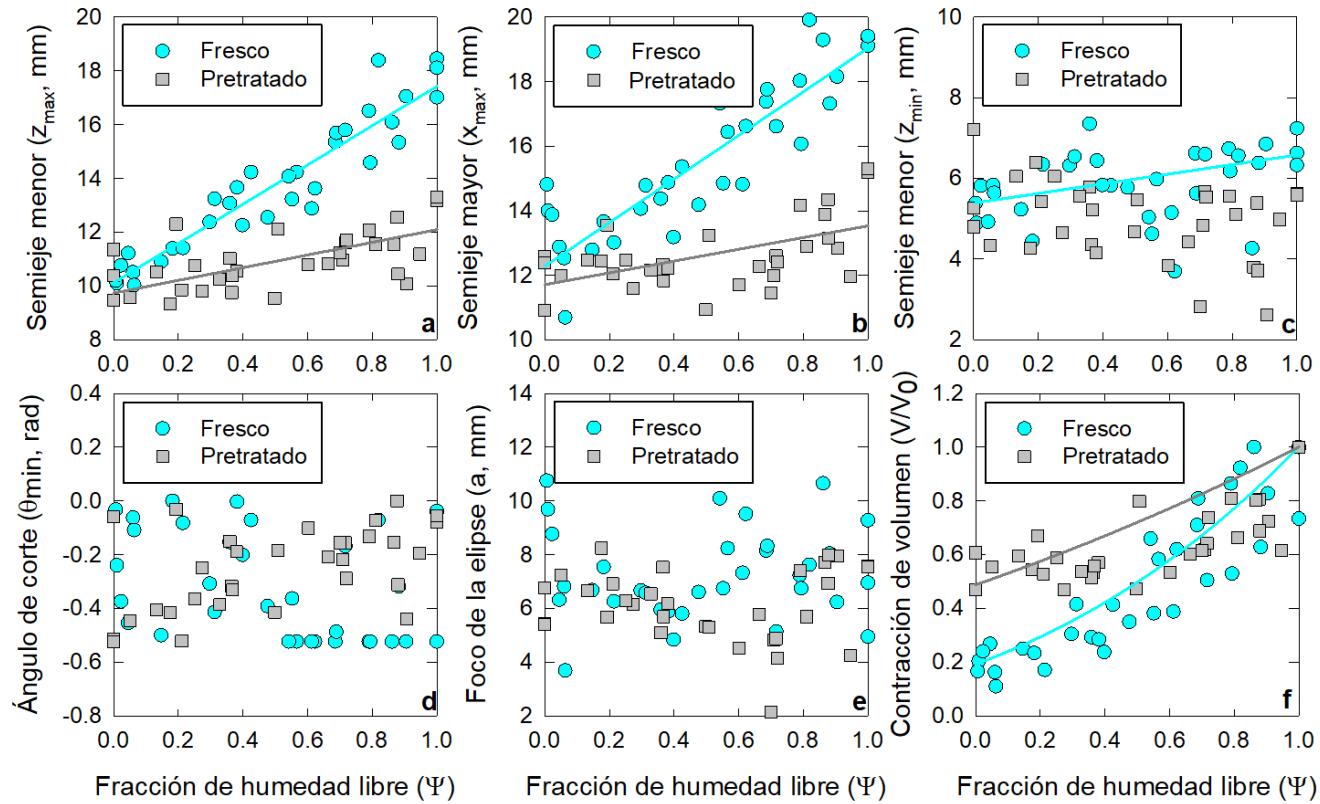 Semieje menor (zmax, mm)
18
16
14
12
10
8
Fresco
Pretratado
a
0.0 0.2 0.4 0.6 0.8 1.0
Semieje mayor (xmax, mm)
20
18
16
14
12
10
Fresco
Pretratado
b
0.0 0.2 0.4 0.6 0.8 1.0
Semieje menor (zmin, mm)
10
8
6
4
2
Fresco
Pretratado
c
0.0 0.2 0.4 0.6 0.8 1.0
Ángulo de corte (θmin, rad)
0.4
0.2
0.0
-0.2
-0.4
-0.6
-0.8
Fresco
Pretratado
d
0.0 0.2 0.4 0.6 0.8 1.0
Fracción de humedad libre (Ψ)
Foco de la elipse (a, mm)
14
12
10
8
6
4
2
Fresco
Pretratado
e
0.0 0.2 0.4 0.6 0.8 1.0
Fracción de humedad libre (Ψ)
Contracción de volumen (V/V0)
1.2
1.0
0.8
0.6
0.4
0.2
0.0
Fresco
Pretratado
f
0.0 0.2 0.4 0.6 0.8 1.0
Fracción de humedad libre (Ψ)